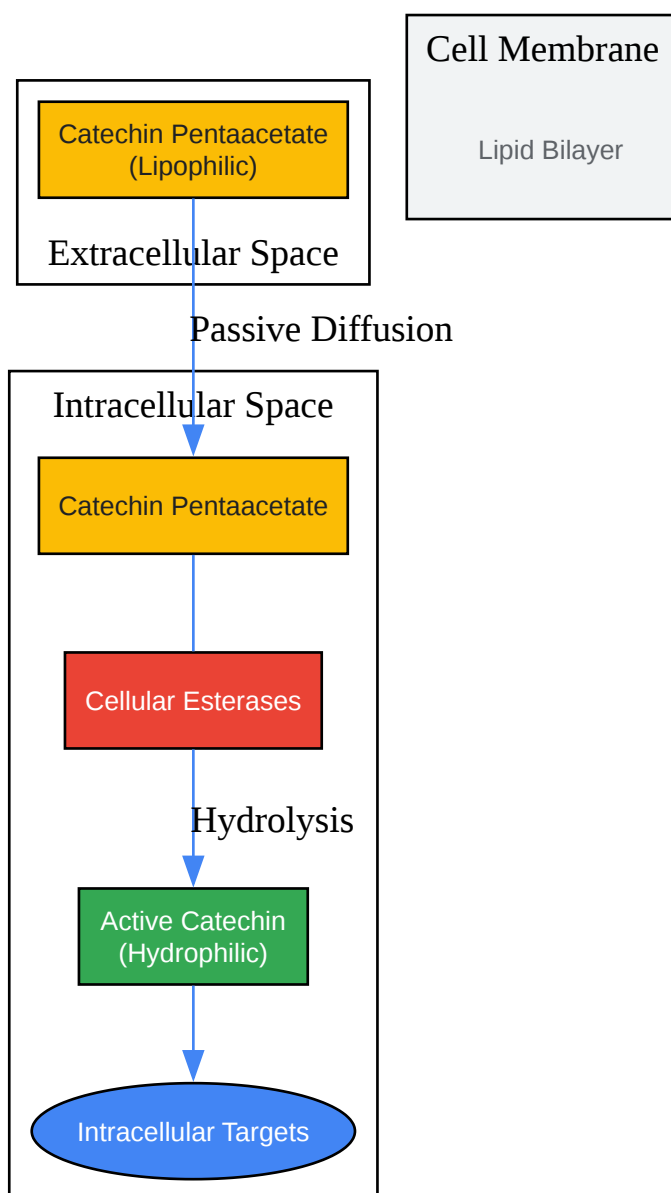 Cell Membrane
Lipid Bilayer
Catechin Pentaacetate
(Lipophilic)
Extracellular Space
Passive Diffusion
Intracellular Space
Catechin Pentaacetate
Cellular Esterases
Hydrolysis
Active Catechin
(Hydrophilic)
Intracellular Targets